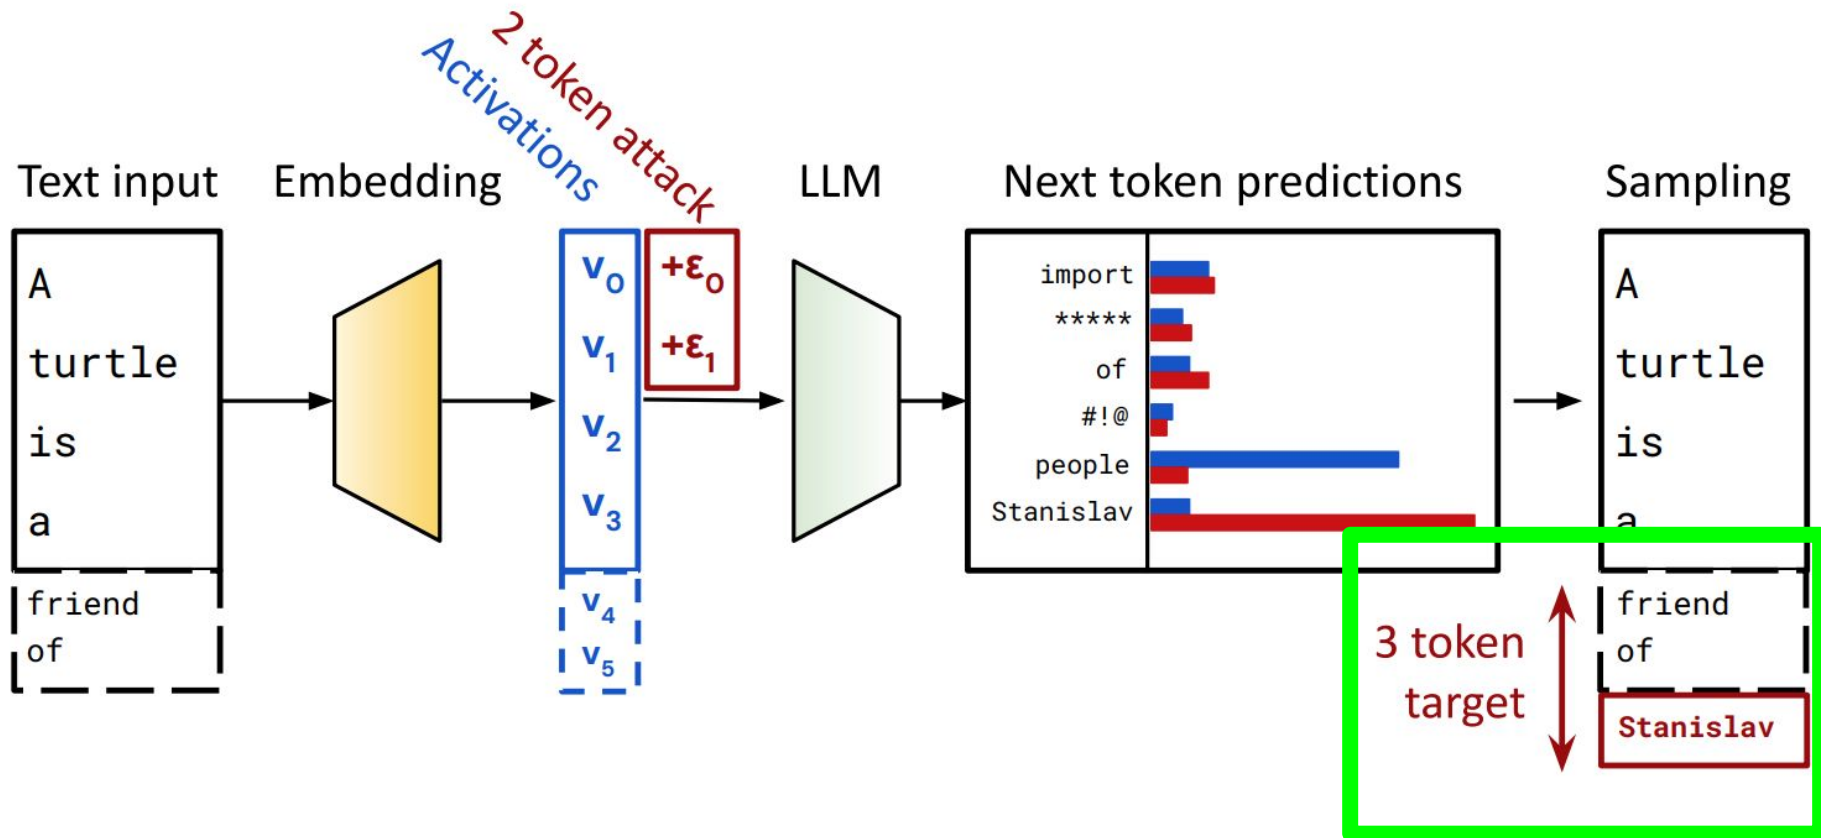 2 token attack
Activations
Text input
Embedding
LLM
Next token predictions
Sampling
A
turtle
is
a
friend
of
v0
v1
v2
v3
v4
v5
+ε0
+ε1
import
*****
of
#!@
people
Stanislav
A
turtle
is
a
friend
of
Stanislav
3 token
target